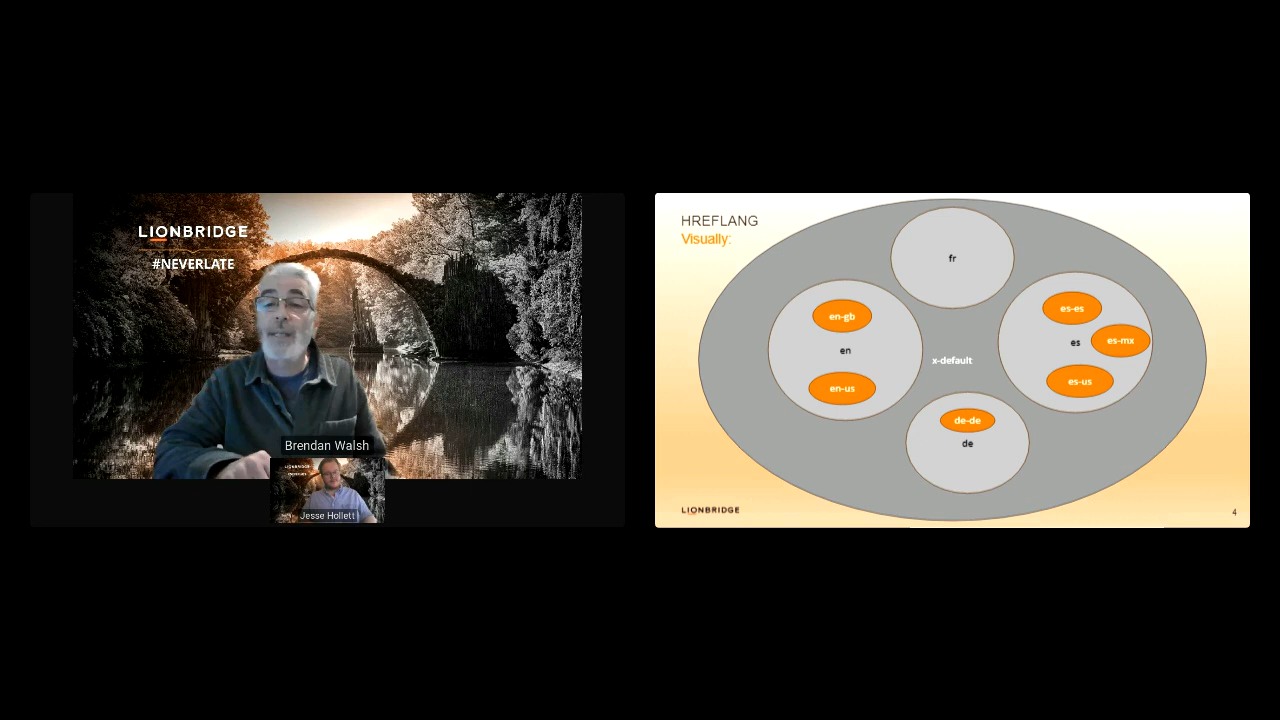 LIONBRIDGE
#NEVERLATE
Brendan Walsh
Jesse Hollett
HREFLANG
Visually:
fr
en-gb
en
en-us
x-default
es-es
es
es-mx
es-us
de-de
de
LIONBRIDGE
4